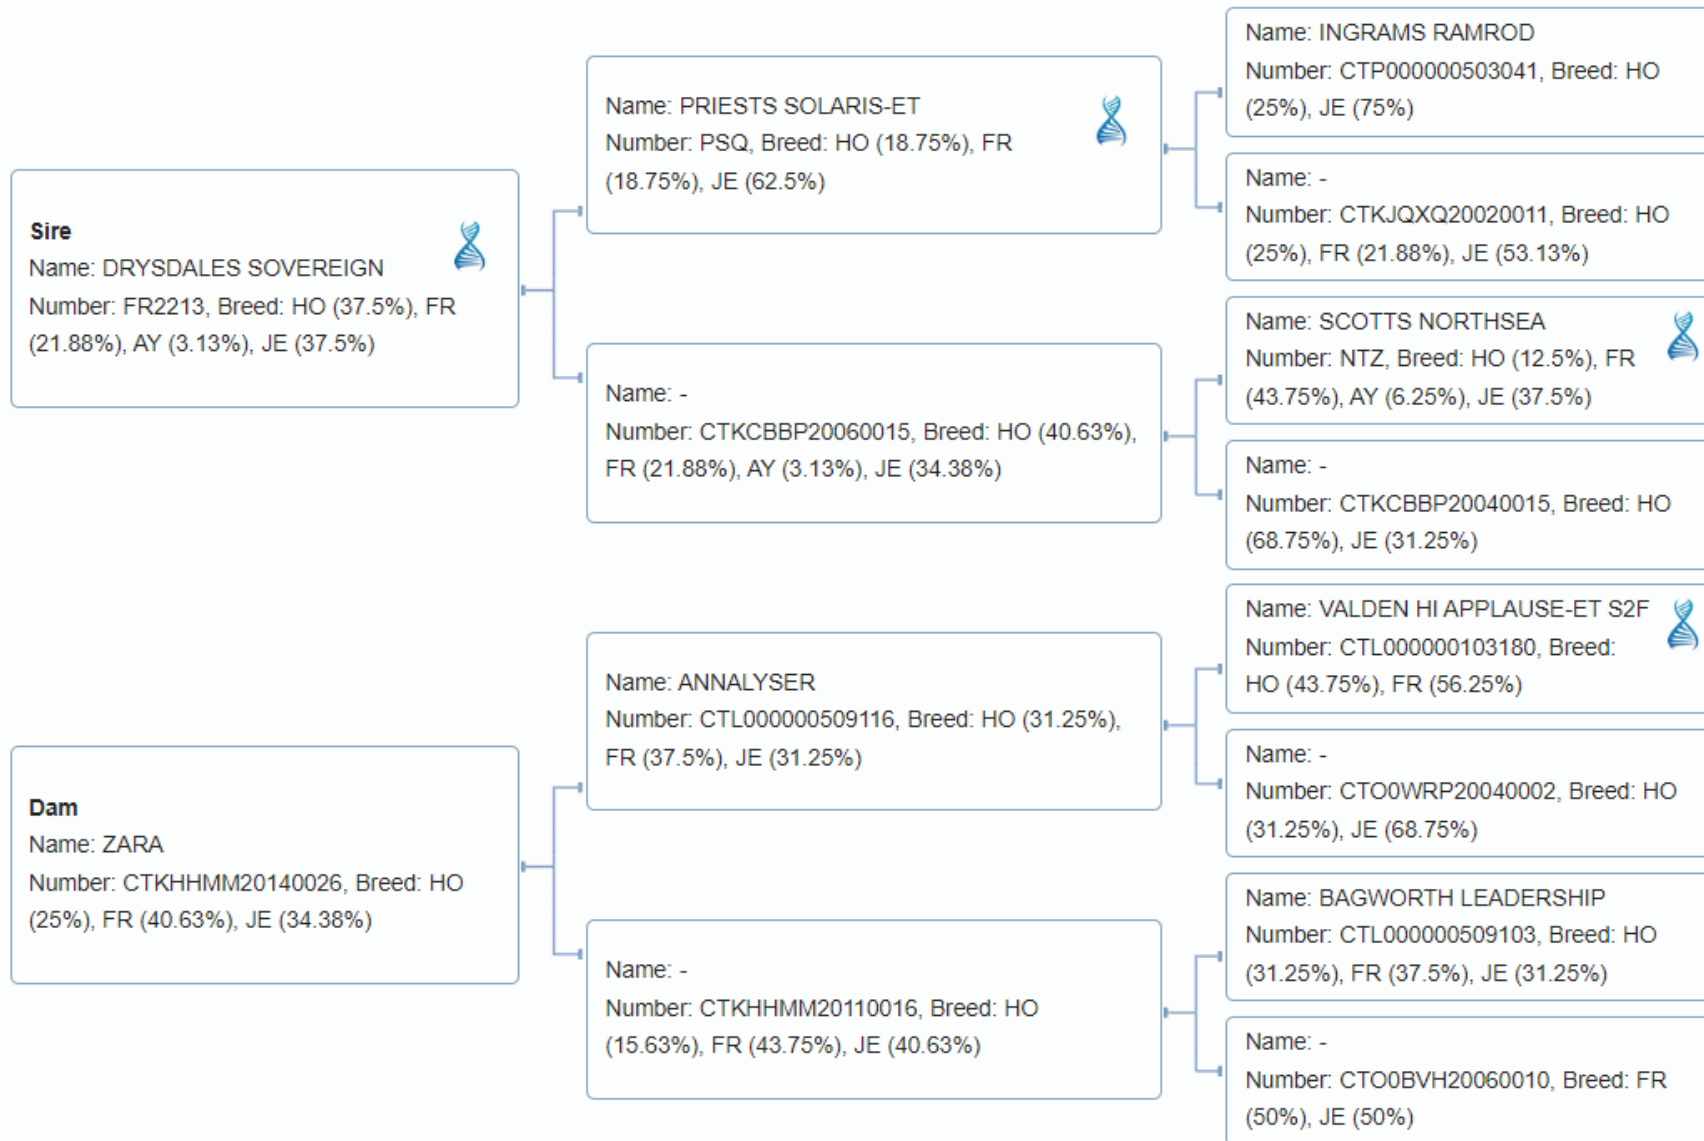 Sire
Name: DRYSDALES SOVEREIGN
Number: FR2213, Breed: HO (37.5%), FR
(21.88%), AY (3.13%), JE (37.5%)
Dam
Name: ZARA
Number: CTKHHMM20140026, Breed: HO
(25%), FR (40.63%), JE (34.38%)
Name: PRIESTS SOLARIS-ET
Number: PSQ, Breed: HO (18.75%), FR
(18.75%), JE (62.5%)
Name: -
Number: CTKCBBP20060015, Breed: HO (40.63%),
FR (21.88%), AY (3.13%), JE (34.38%)
Name: ANNALYSER
Number: CTL000000509116, Breed: HO (31.25%),
FR (37.5%), JE (31.25%)
Name: -
Number: CTKHHMM20110016, Breed: HO
(15.63%), FR (43.75%), JE (40.63%)
Name: INGRAMS RAMROD
Number: CTP000000503041, Breed: HO
(25%), JE (75%)
Name: -
Number: CTKJQXQ20020011, Breed: HO
(25%), FR (21.88%), JE (53.13%)
Name: SCOTTS NORTHSEA
Number: NTZ, Breed: HO (12.5%), FR
(43.75%), AY (6.25%), JE (37.5%)
Name: -
Number: CTKCBBP20040015, Breed: HO
(68.75%), JE (31.25%)
Name: VALDEN HI APPLAUSE-ET S2F
Number: CTL000000103180, Breed:
HO (43.75%), FR (56.25%)
Name: -
Number: CTO0WRP20040002, Breed: HO
(31.25%), JE (68.75%)
Name: BAGWORTH LEADERSHIP
Number: CTL000000509103, Breed: HO
(31.25%), FR (37.5%), JE (31.25%)
Name: -
Number: CTO0BVH20060010, Breed: FR
(50%), JE (50%)